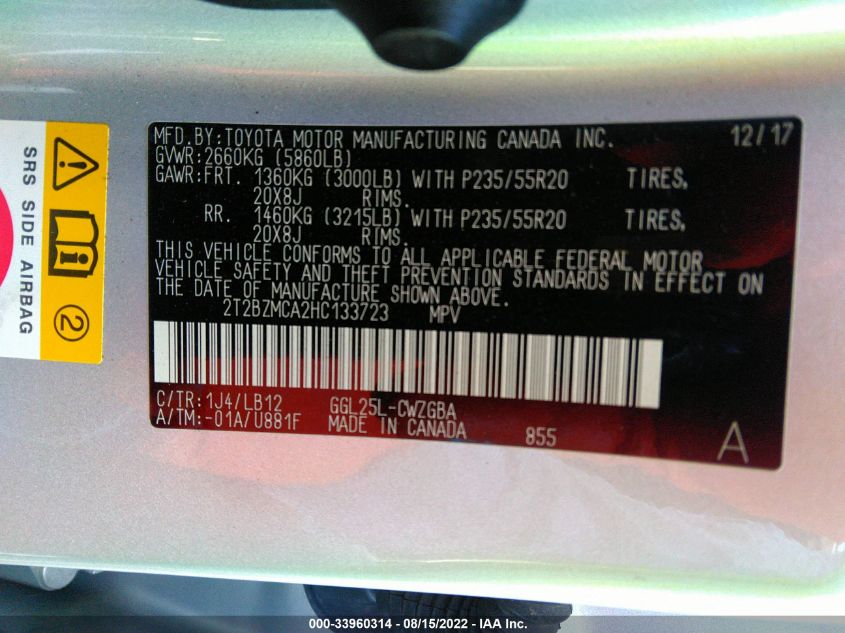 SRS SIDE AIRBAG
2
MFD.BY:TOYOTA MOTOR MANUFACTURING CANADA INC. 12/17
GVWR:2660KG (5860LB)
GAWR:FRT. 1360KG (3000LB) WITH P235/55R20 TIRES,
20X8J RIMS.
RR. 1460KG (3215LB) WITH P235/55R20 TIRES,
20X8J RIMS.
THIS VEHICLE CONFORMS TO ALL APPLICABLE FEDERAL MOTOR
VEHICLE SAFETY AND THEFT PREVENTION STANDARDS IN EFFECT ON
THE DATE OF MANUFACTURE SHOWN ABOVE.
2T2BZMCA2HC133723 MPV
C/TR:1J4/LB12 GGL25L-CWZGBA
A/TM:-01A/U881F MADE IN CANADA 855
A
000-33960314 - 08/15/2022 - IAA Inc.